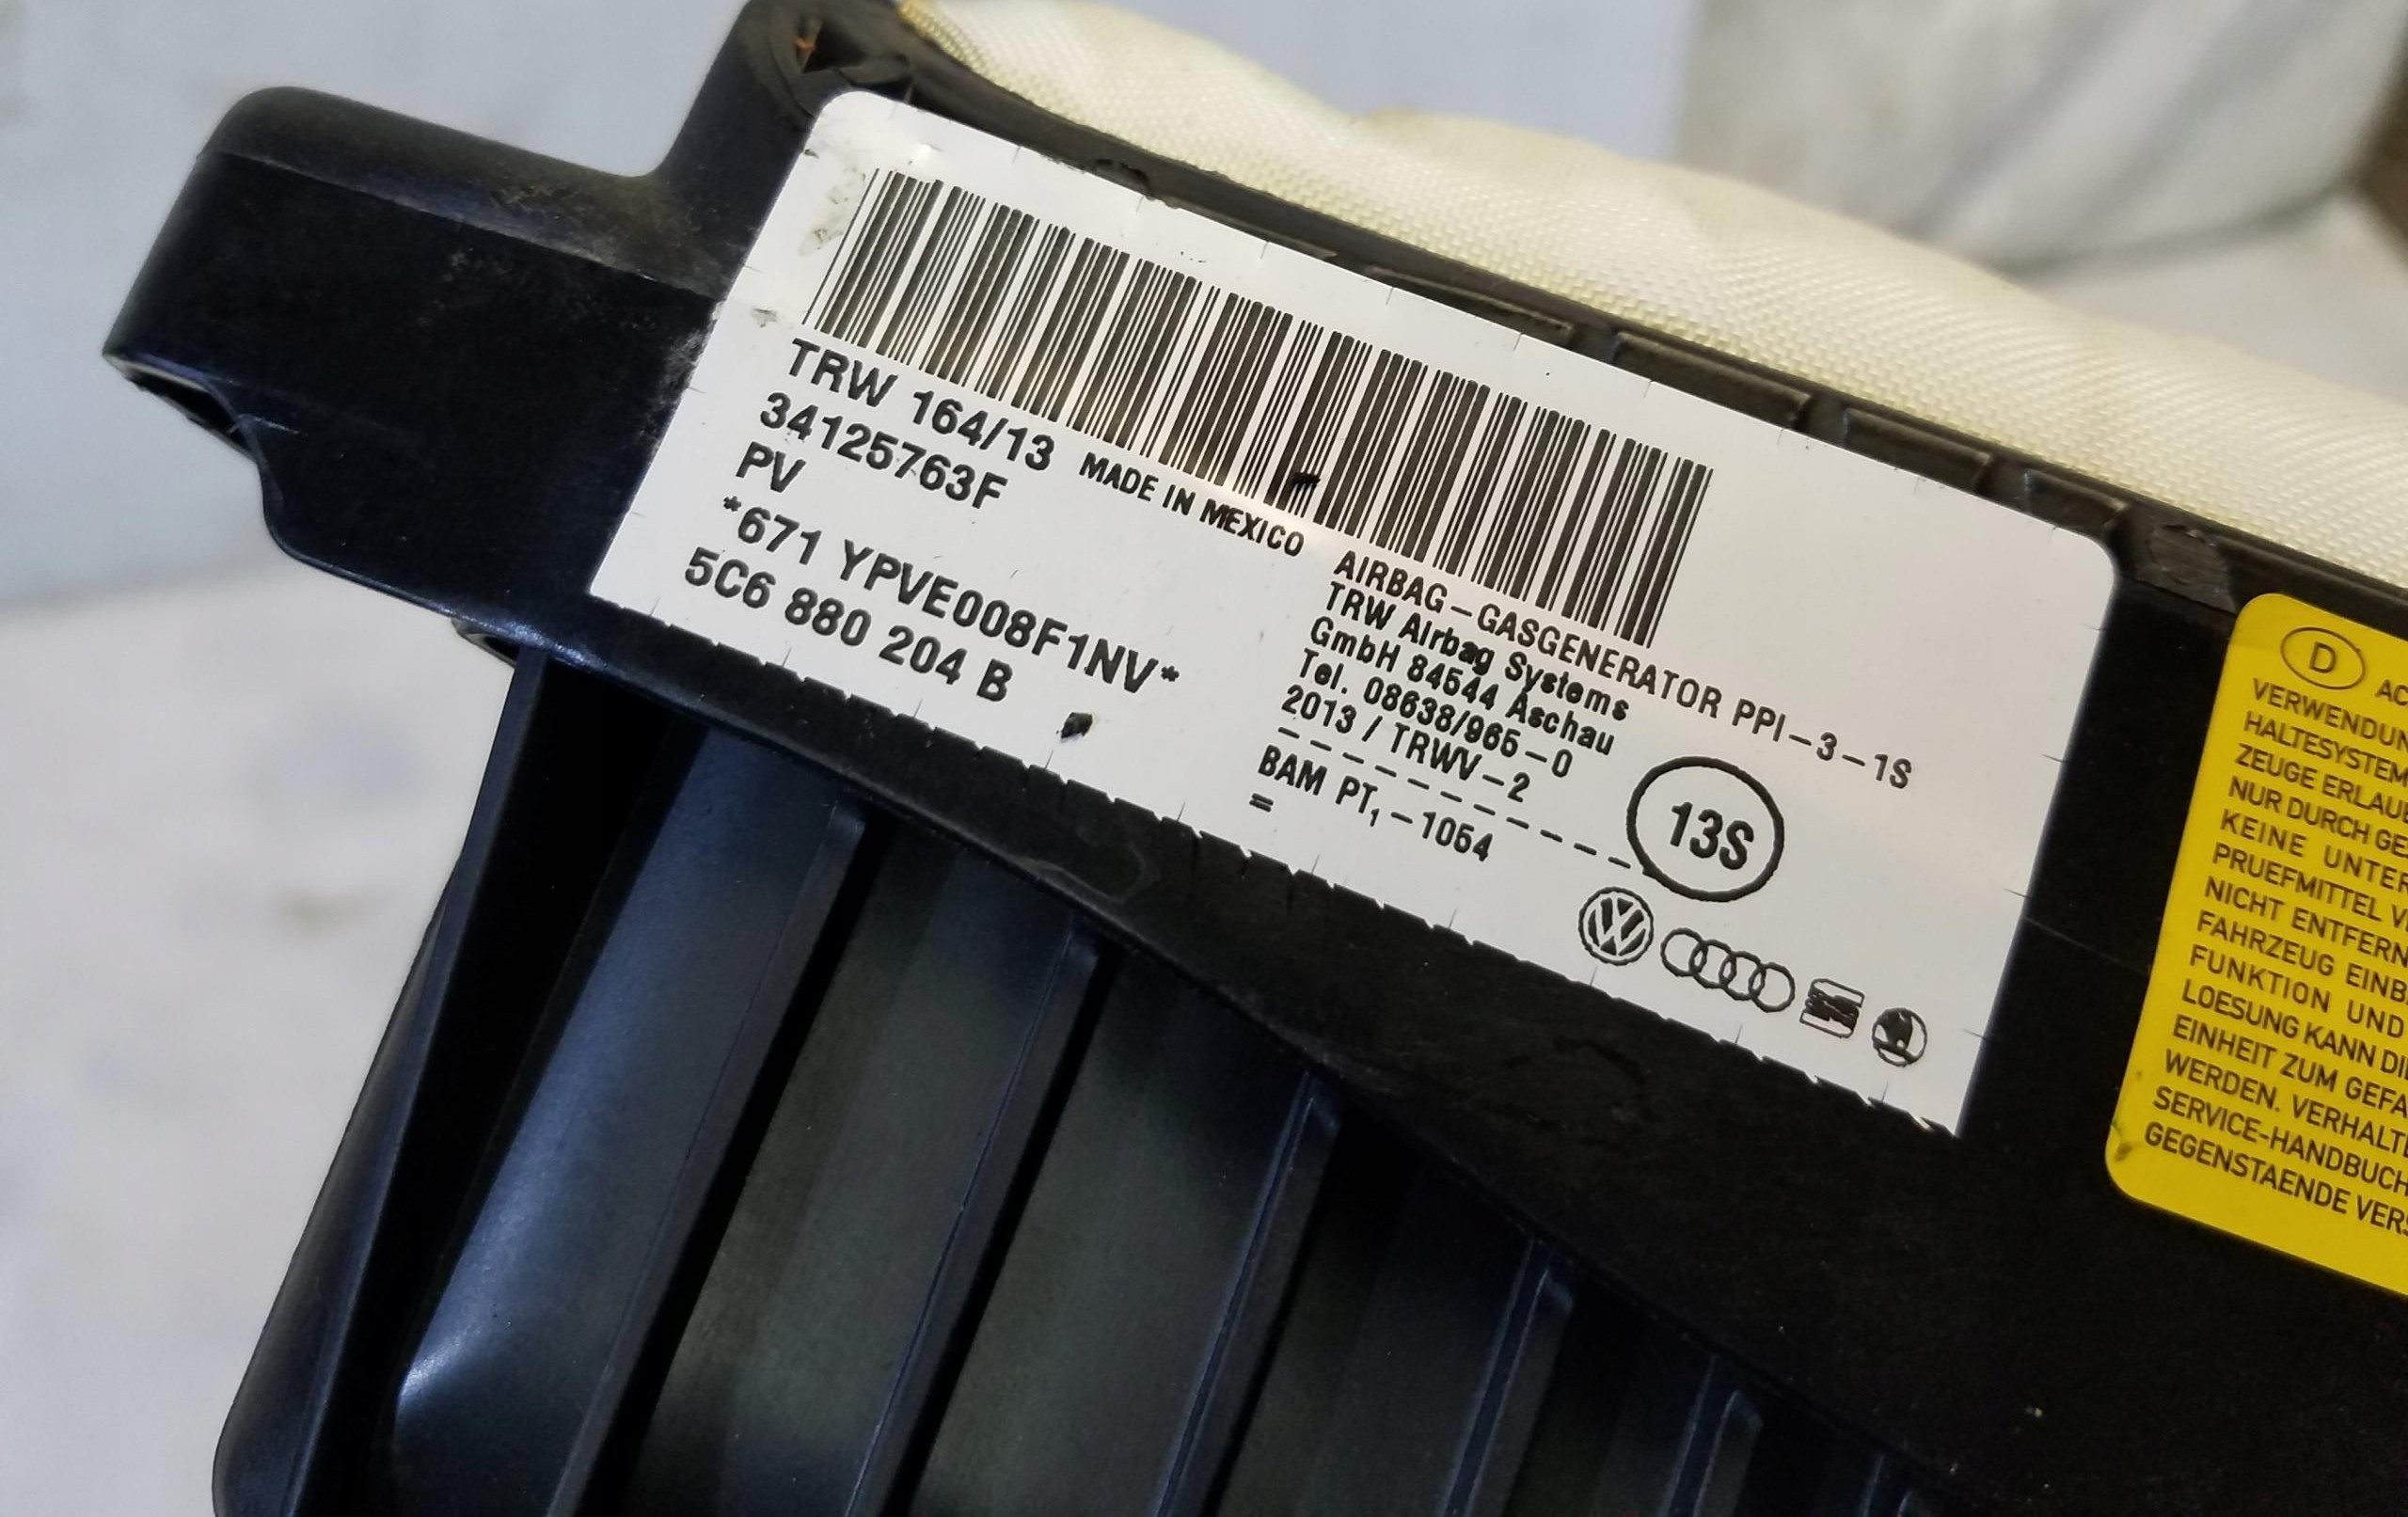 TRW 164/13
34125763F
PV
*671 YPVE008F1NV*
5C6 880 204 B
MADE IN MEXICO
AIRBAG-GASGENERATOR PPI-3-1S
TRW Airbag Systems
GmbH 84544 Aschau
Tel. 08638/965-0
2013 / TRWV-2
BAM PT₁-1054
=
13S
D
VERWENDUN
HALTESYSTEM
ZEUGE ERLAUB
NUR DURCH GE
KEINE UNTER
PRUEFMITTEL V
NICHT ENTFERN
FAHRZEUG EINB
FUNKTION UND
LOESUNG KANN DI
EINHEIT ZUM GEFA
WERDEN. VERHALT
SERVICE-HANDBUCH
GEGENSTAENDE VERS